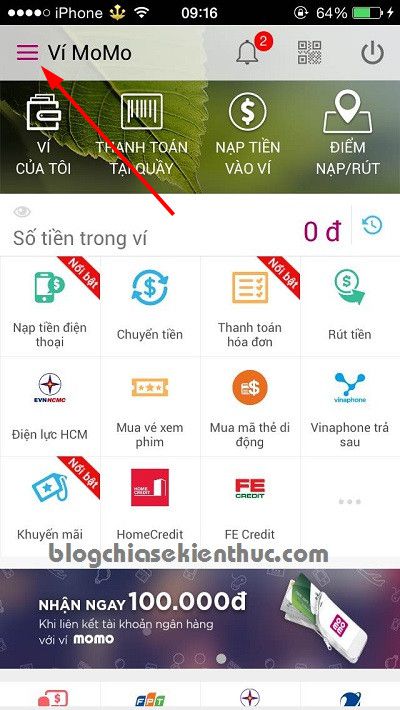 iPhone
09:16
64%
Ví MoMo
2
VÍ
CỦA TÔI
THANH TOÁN
TẠI QUẦY
NẠP TIỀN
VÀO VÍ
ĐIỂM
NẠP/RÚT
Số tiền trong ví
0 đ
Nổi bật
Nổi bật
Nạp tiền điện
thoại
Chuyển tiền
Thanh toán
hóa đơn
Rút tiền
EVNHCMC
vinaphone
Điện lực HCM
Mua vé xem
phim
Mua mã thẻ di
động
Vinaphone trả
sau
Nổi bật
HOME
CREDIT
FE
CREDIT
Khuyến mãi
HomeCredit
FE Credit
blogchiasekienthuc.com
NHẬN NGAY 100.000đ
Khi liên kết tài khoản ngân hàng
với ví momo
mo
mo
FPT